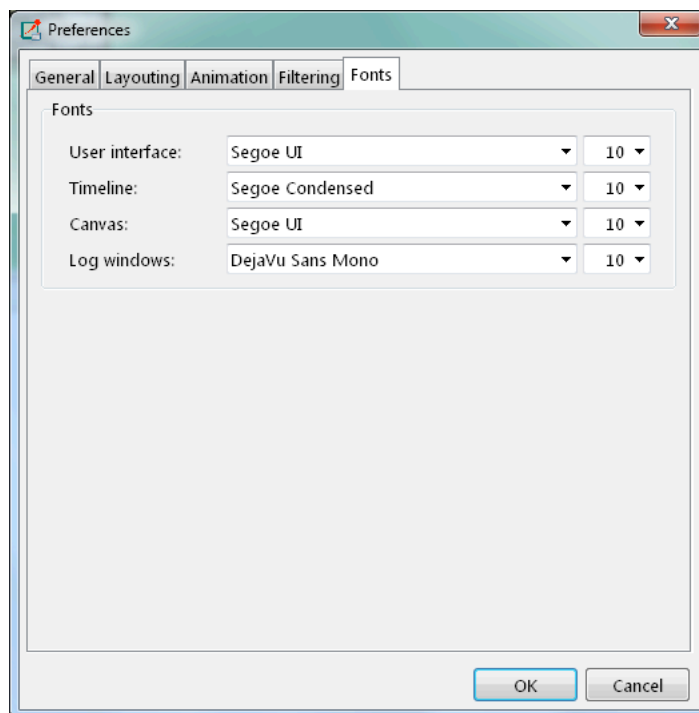 Preferences
General Layouting Animation Filtering Fonts
Fonts
User interface: Segoe UI 10
Timeline: Segoe Condensed 10
Canvas: Segoe UI 10
Log windows: DejaVu Sans Mono 10
OK Cancel